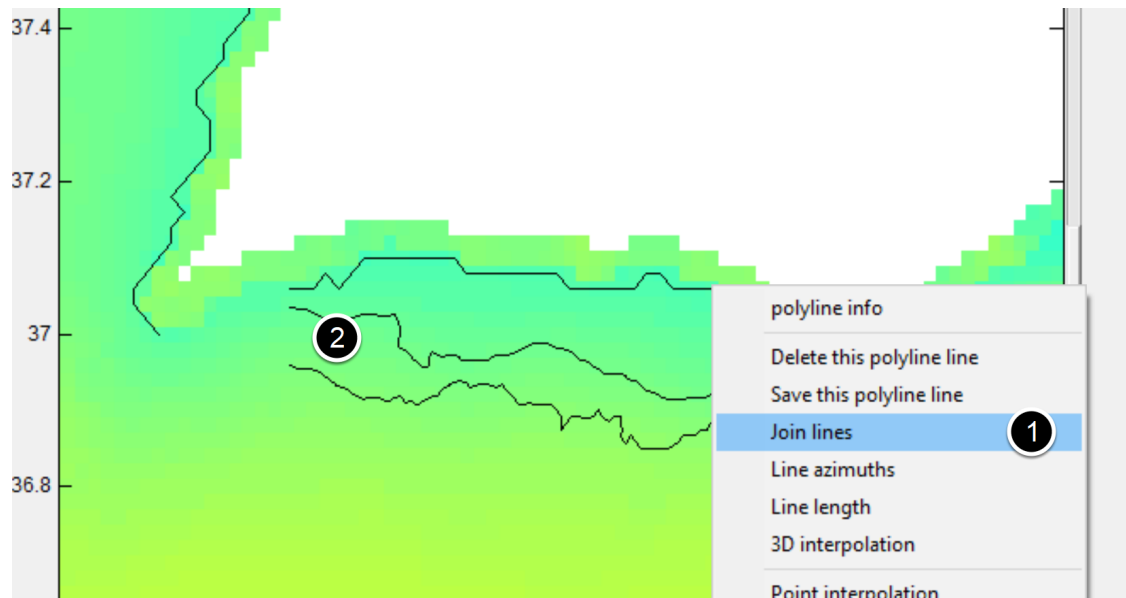 37.4
37.2
37
36.8
2
polyline info
Delete this polyline line
Save this polyline line
Join lines
1
Line azimuths
Line length
3D interpolation
Point interpolation